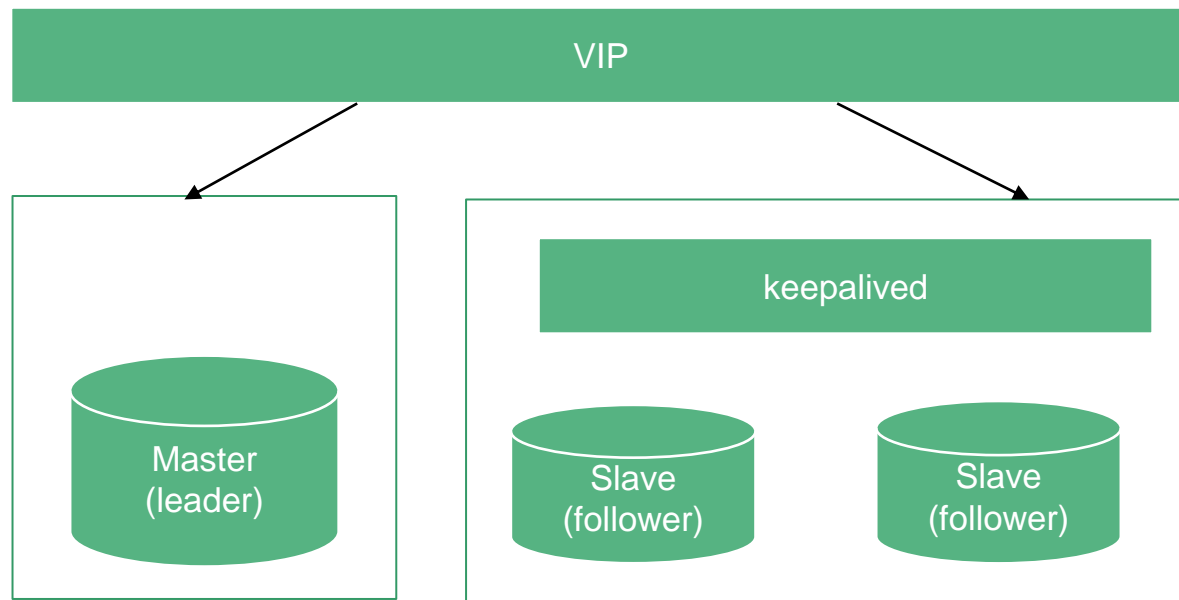 VIP
keepalived
Master
(leader)
Slave
(follower)
Slave
(follower)